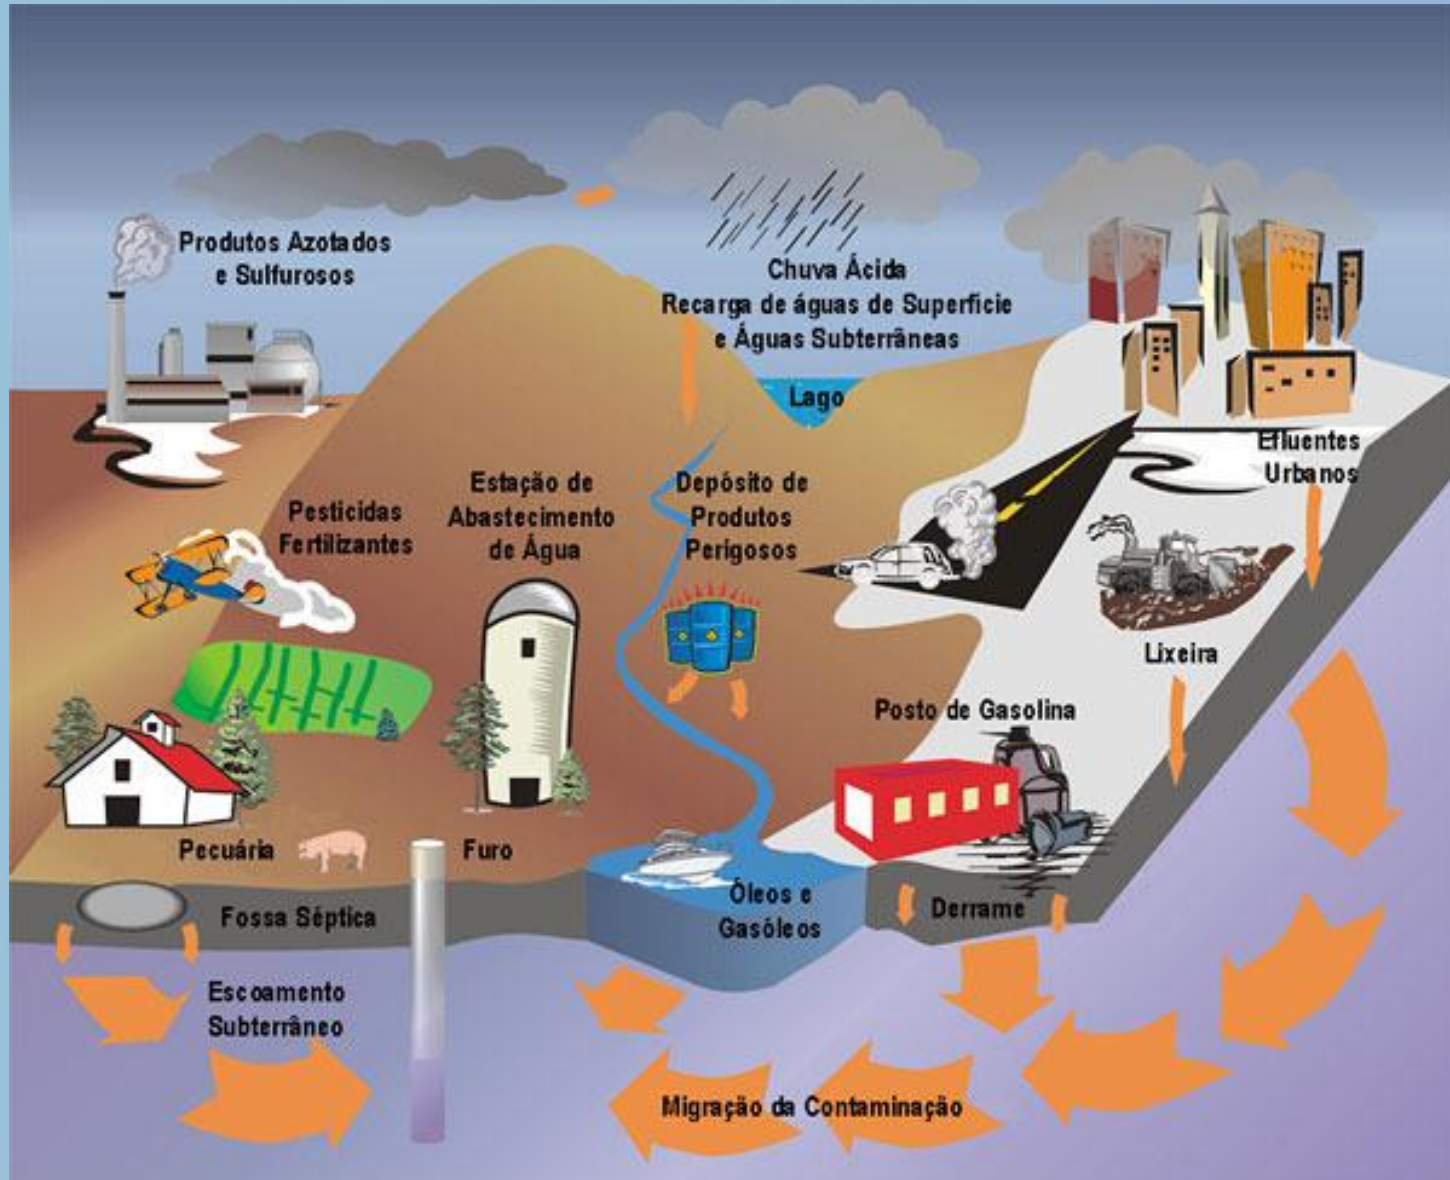 Produtos Azotados
e Sulfurosos
Chuva Ácida
Recarga de águas de Superfície
e Águas Subterrâneas
Lago
Efluentes
Urbanos
Pesticidas
Fertilizantes
Estação de
Abastecimento
de Água
Depósito de
Produtos
Perigosos
Lixeira
Posto de Gasolina
Pecuária
Furo
Fossa Séptica
Óleos e
Gasóleos
Derrame
Escoamento
Subterrâneo
Migração da Contaminação